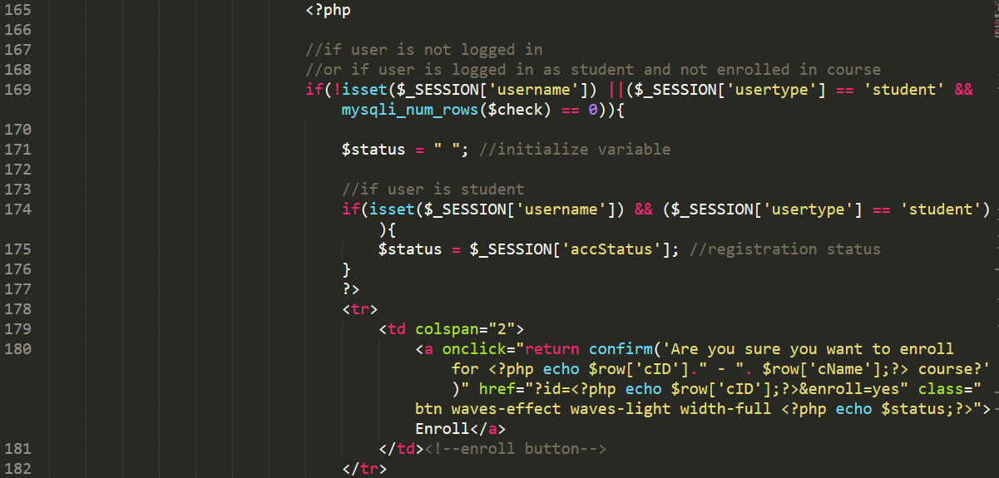 165 <?php
166
167 //if user is not logged in
168 //or if user is logged in as student and not enrolled in course
169 if(!isset($_SESSION['username']) ||($_SESSION['usertype'] == 'student' &&
mysqli_num_rows($check) == 0)){
170
171 $status = " "; //initialize variable
172
173 //if user is student
174 if(isset($_SESSION['username']) && ($_SESSION['usertype'] == 'student')
){
175 $status = $_SESSION['accStatus']; //registration status
176 }
177 ?>
178 <tr>
179 <td colspan="2">
180 <a onclick="return confirm('Are you sure you want to enroll
for <?php echo $row['cID']." - ". $row['cName'];?> course?'
)" href="?id=<?php echo $row['cID'];?>&enroll=yes" class="
btn waves-effect waves-light width-full <?php echo $status;?>">
Enroll</a>
181 </td><!--enroll button-->
182 </tr>